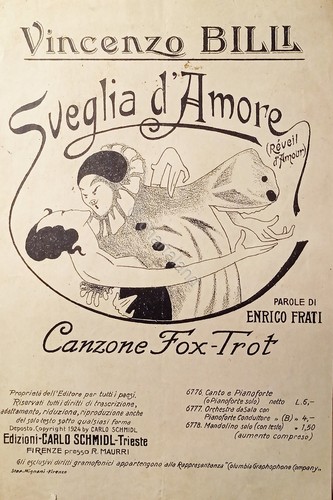 Vincenzo BILLI
Sveglia d'Amore
(Réveil
d'Amour)
PAROLE DI
ENRICO FRATI
Canzone Fox-Trot
Proprietà dell'Editore per tutti i paesi.
Riservati tutti diritti di trascrizione,
adattamento, riduzione, riproduzione anche
del solo testo sotto qualsiasi forma
Deposto. Copyright 1924 by CARLO SCHMIDL
Edizioni-CARLO SCHMIDL-Trieste
FIRENZE presso R. MAURRI
6776 Canto e Pianoforte
(o Pianoforte solo) netto L. 6,-
6777. Orchestra da Sala con
Pianoforte Conduttore » (B) » 4,-
6778. Mandolino solo (con testo) » 1,50
(aumento compreso)
Gli esclusivi diritti gramofonici appartengono alla Rappresentanza "Columbia Graphophone Company"
Stan. Mignani-Firenze